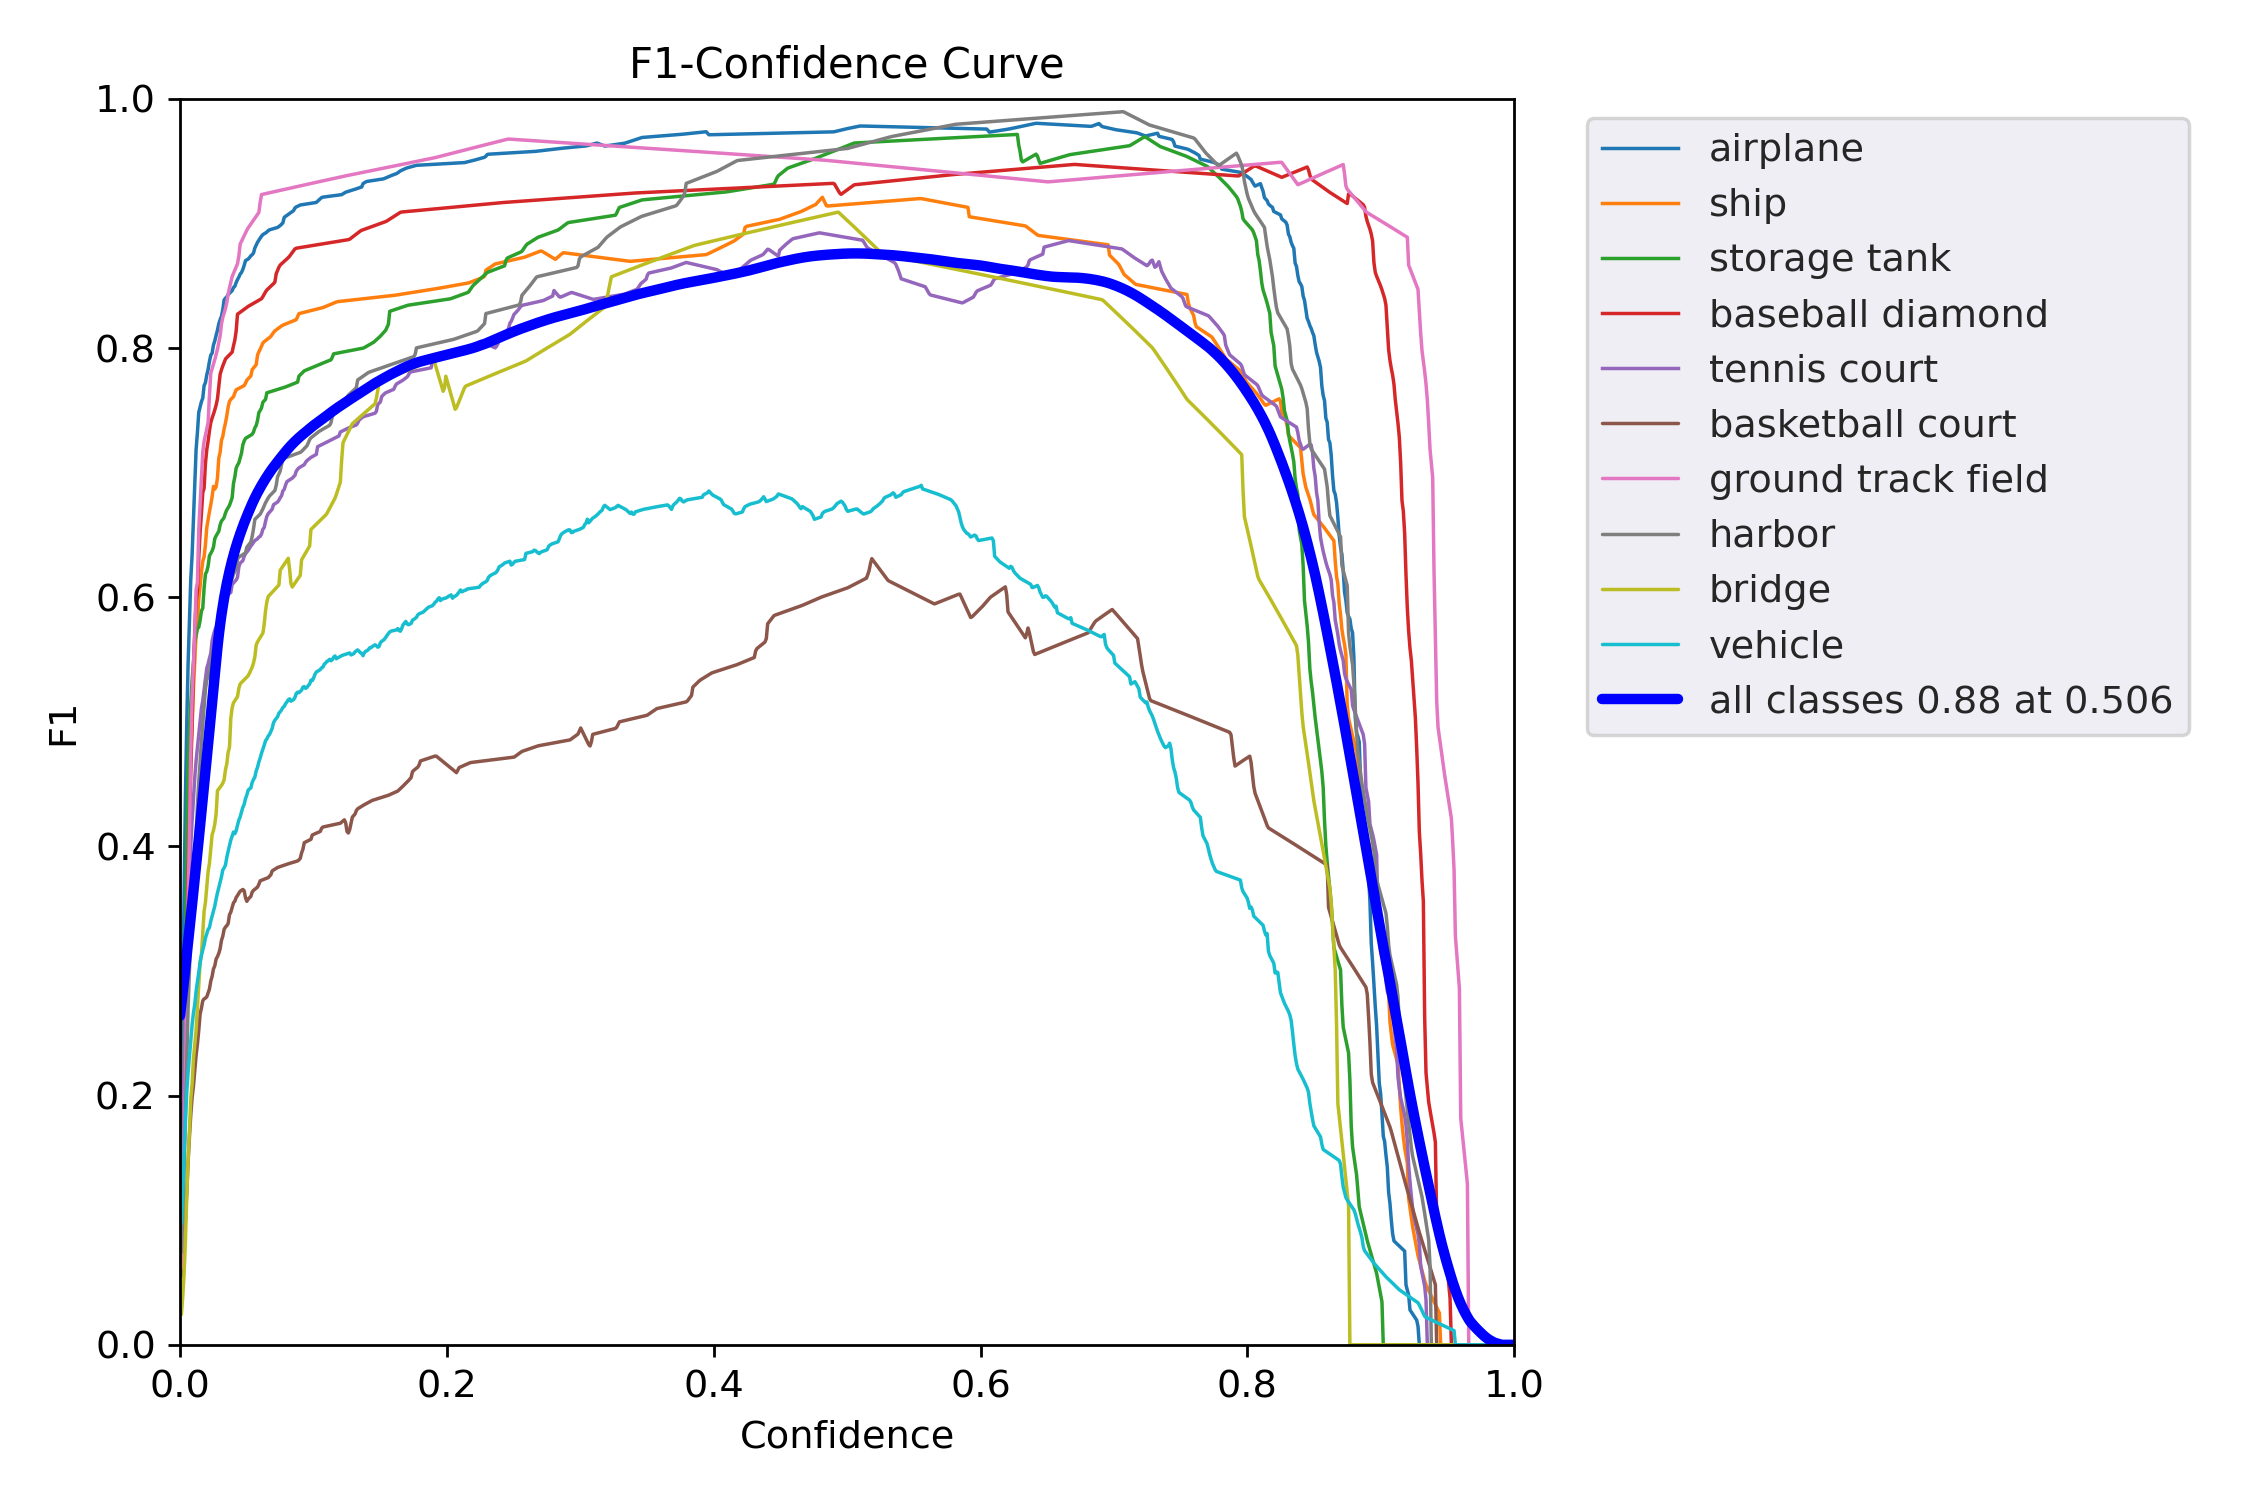 F1-Confidence Curve
1.0
0.8
0.6
0.4
0.2
0.0
F1
0.0 0.2 0.4 0.6 0.8 1.0
Confidence
airplane
ship
storage tank
baseball diamond
tennis court
basketball court
ground track field
harbor
bridge
vehicle
all classes 0.88 at 0.506